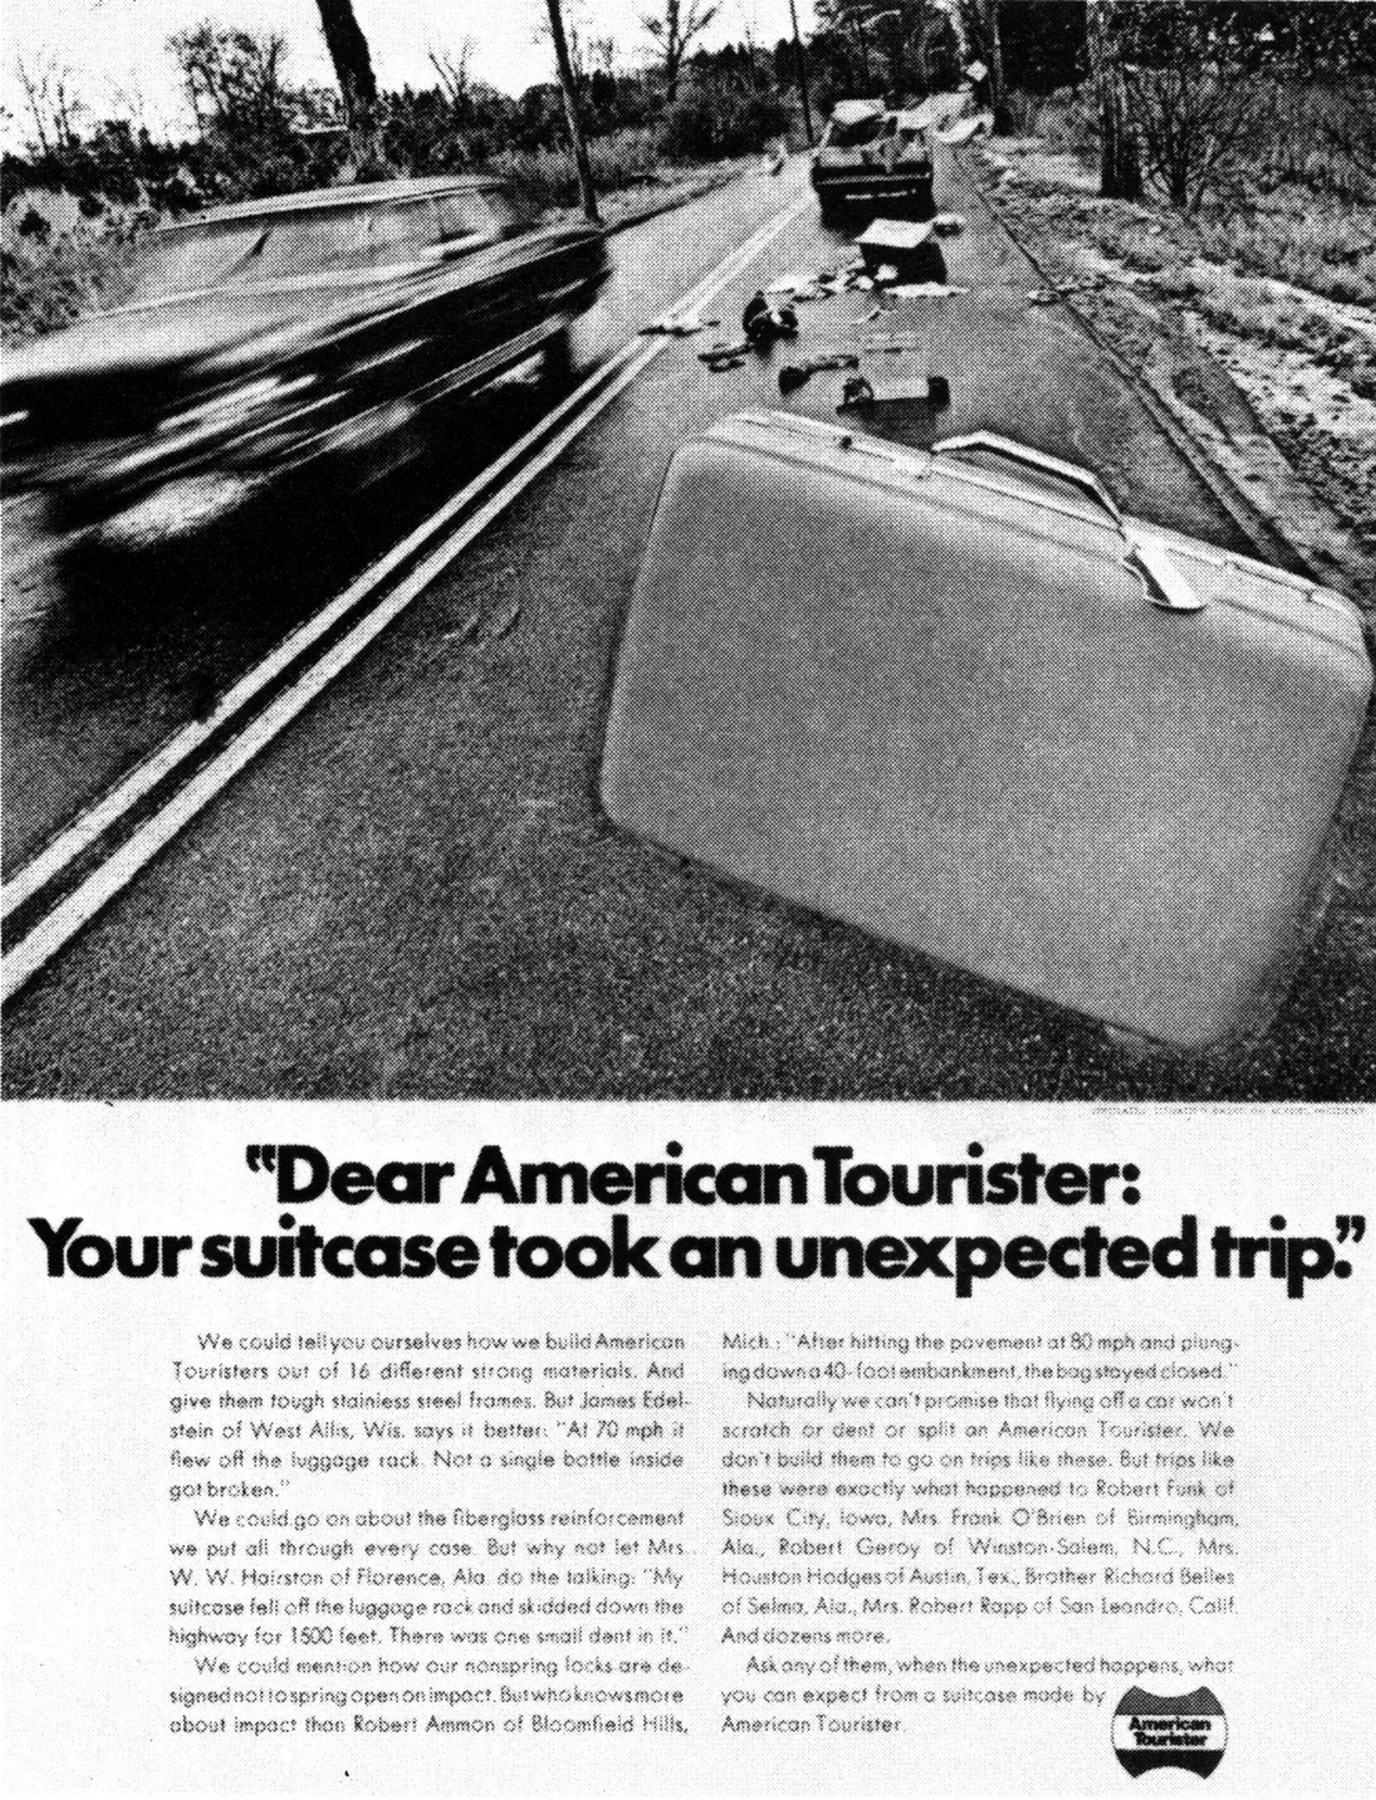 "Dear American Tourister:
Your suitcase took an unexpected trip."
We could tell you ourselves how we build American
Touristers out of 16 different strong materials. And
give them tough stainless steel frames. But James Edel-
stein of West Allis, Wis. says it better: "At 70 mph it
flew off the luggage rack. Not a single bottle inside
got broken."
We could go on about the fiberglass reinforcement
we put all through every case. But why not let Mrs.
W. W. Hairston of Florence, Ala. do the talking: "My
suitcase fell off the luggage rack and skidded down the
highway for 1500 feet. There was one small dent in it."
We could mention how our nonspring locks are de-
signed not to spring open on impact. But who knows more
about impact than Robert Ammon of Bloomfield Hills,
Mich.: "After hitting the pavement at 80 mph and plung-
ing down a 40-foot embankment, the bag stayed closed."
Naturally we can't promise that flying off a car won't
scratch or dent or split an American Tourister. We
don't build them to go on trips like these. But trips like
these were exactly what happened to Robert Funk of
Sioux City, Iowa, Mrs. Frank O'Brien of Birmingham,
Ala., Robert Geroy of Winston-Salem, N.C., Mrs.
Houston Hodges of Austin, Tex., Brother Richard Belles
of Selma, Ala., Mrs. Robert Rapp of San Leandro, Calif.
And dozens more.
Ask any of them, when the unexpected happens, what
you can expect from a suitcase made by
American Tourister.
American
Tourister